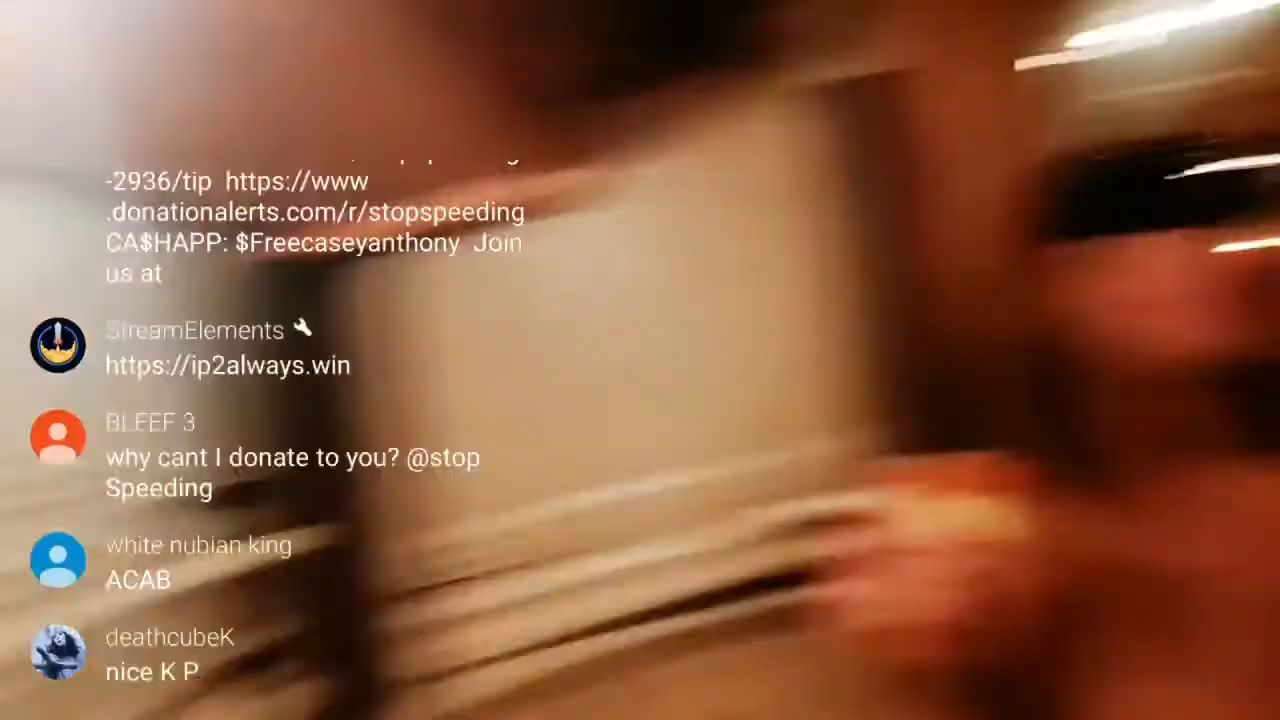 -2936/tip https://www
.donationalerts.com/r/stopspeeding
CA$HAPP: $Freecaseyanthony Join
us at
StreamElements
https://ip2always.win
BLEEF 3
why cant I donate to you? @stop
Speeding
white nubian king
ACAB
deathcubeK
nice K P